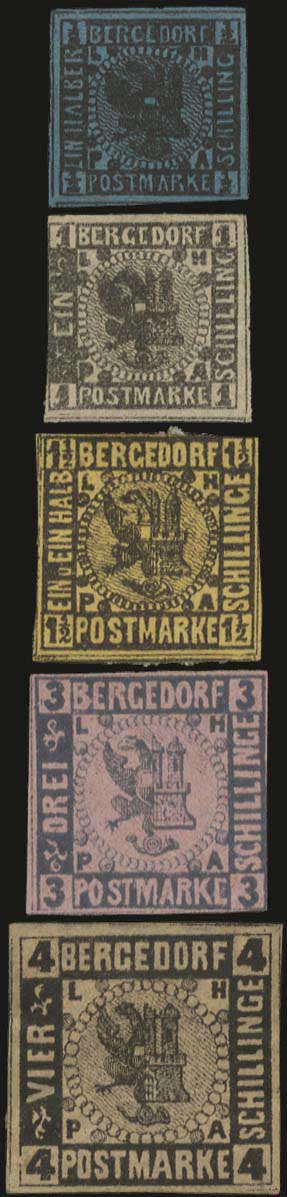 ½ BERGEDORF ½
EIN HALBER
SCHILLING
L H
P A
½ POSTMARKE ½
1 BERGEDORF 1
EIN
SCHILLING
L H
P A
1 POSTMARKE 1
1½ BERGEDORF 1½
EIN U EINHALB
SCHILLINGE
L H
P A
1½ POSTMARKE 1½
3 BERGEDORF 3
DREI
SCHILLINGE
L H
P A
3 POSTMARKE 3
4 BERGEDORF 4
VIER
SCHILLINGE
L H
P A
4 POSTMARKE 4